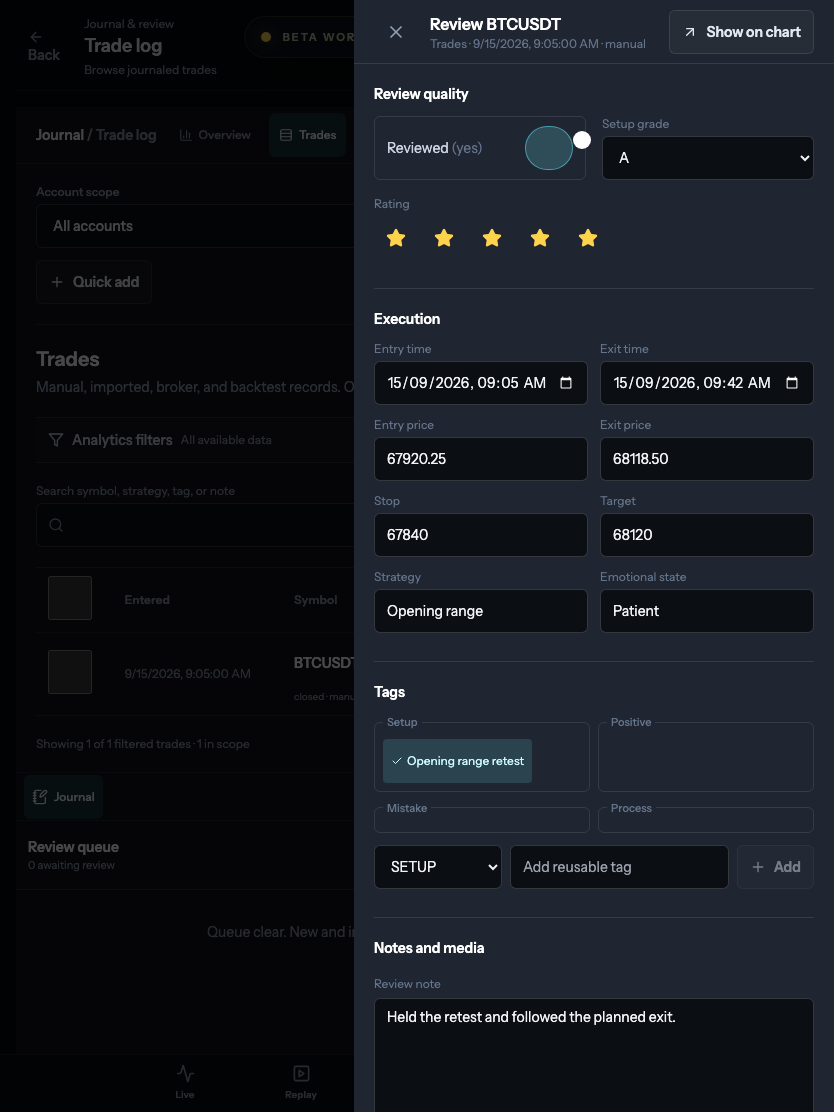 Journal & review
Back
Trade log
Browse journaled trades
BETA WOR
Journal / Trade log
Overview
Trades
Account scope
All accounts
Quick add
Trades
Manual, imported, broker, and backtest records. O
Analytics filters All available data
Search symbol, strategy, tag, or note
Entered
Symbol
9/15/2026, 9:05:00 AM
BTCUSDT
closed · manu
Showing 1 of 1 filtered trades · 1 in scope
Journal
Review queue
0 awaiting review
Queue clear. New and i
Live
Replay
Review BTCUSDT
Trades · 9/15/2026, 9:05:00 AM · manual
Show on chart
Review quality
Reviewed (yes)
Setup grade
A
Rating
Execution
Entry time
Exit time
15/09/2026, 09:05 AM
15/09/2026, 09:42 AM
Entry price
Exit price
67920.25
68118.50
Stop
Target
67840
68120
Strategy
Emotional state
Opening range
Patient
Tags
Setup
Positive
Opening range retest
Mistake
Process
SETUP
Add reusable tag
Add
Notes and media
Review note
Held the retest and followed the planned exit.